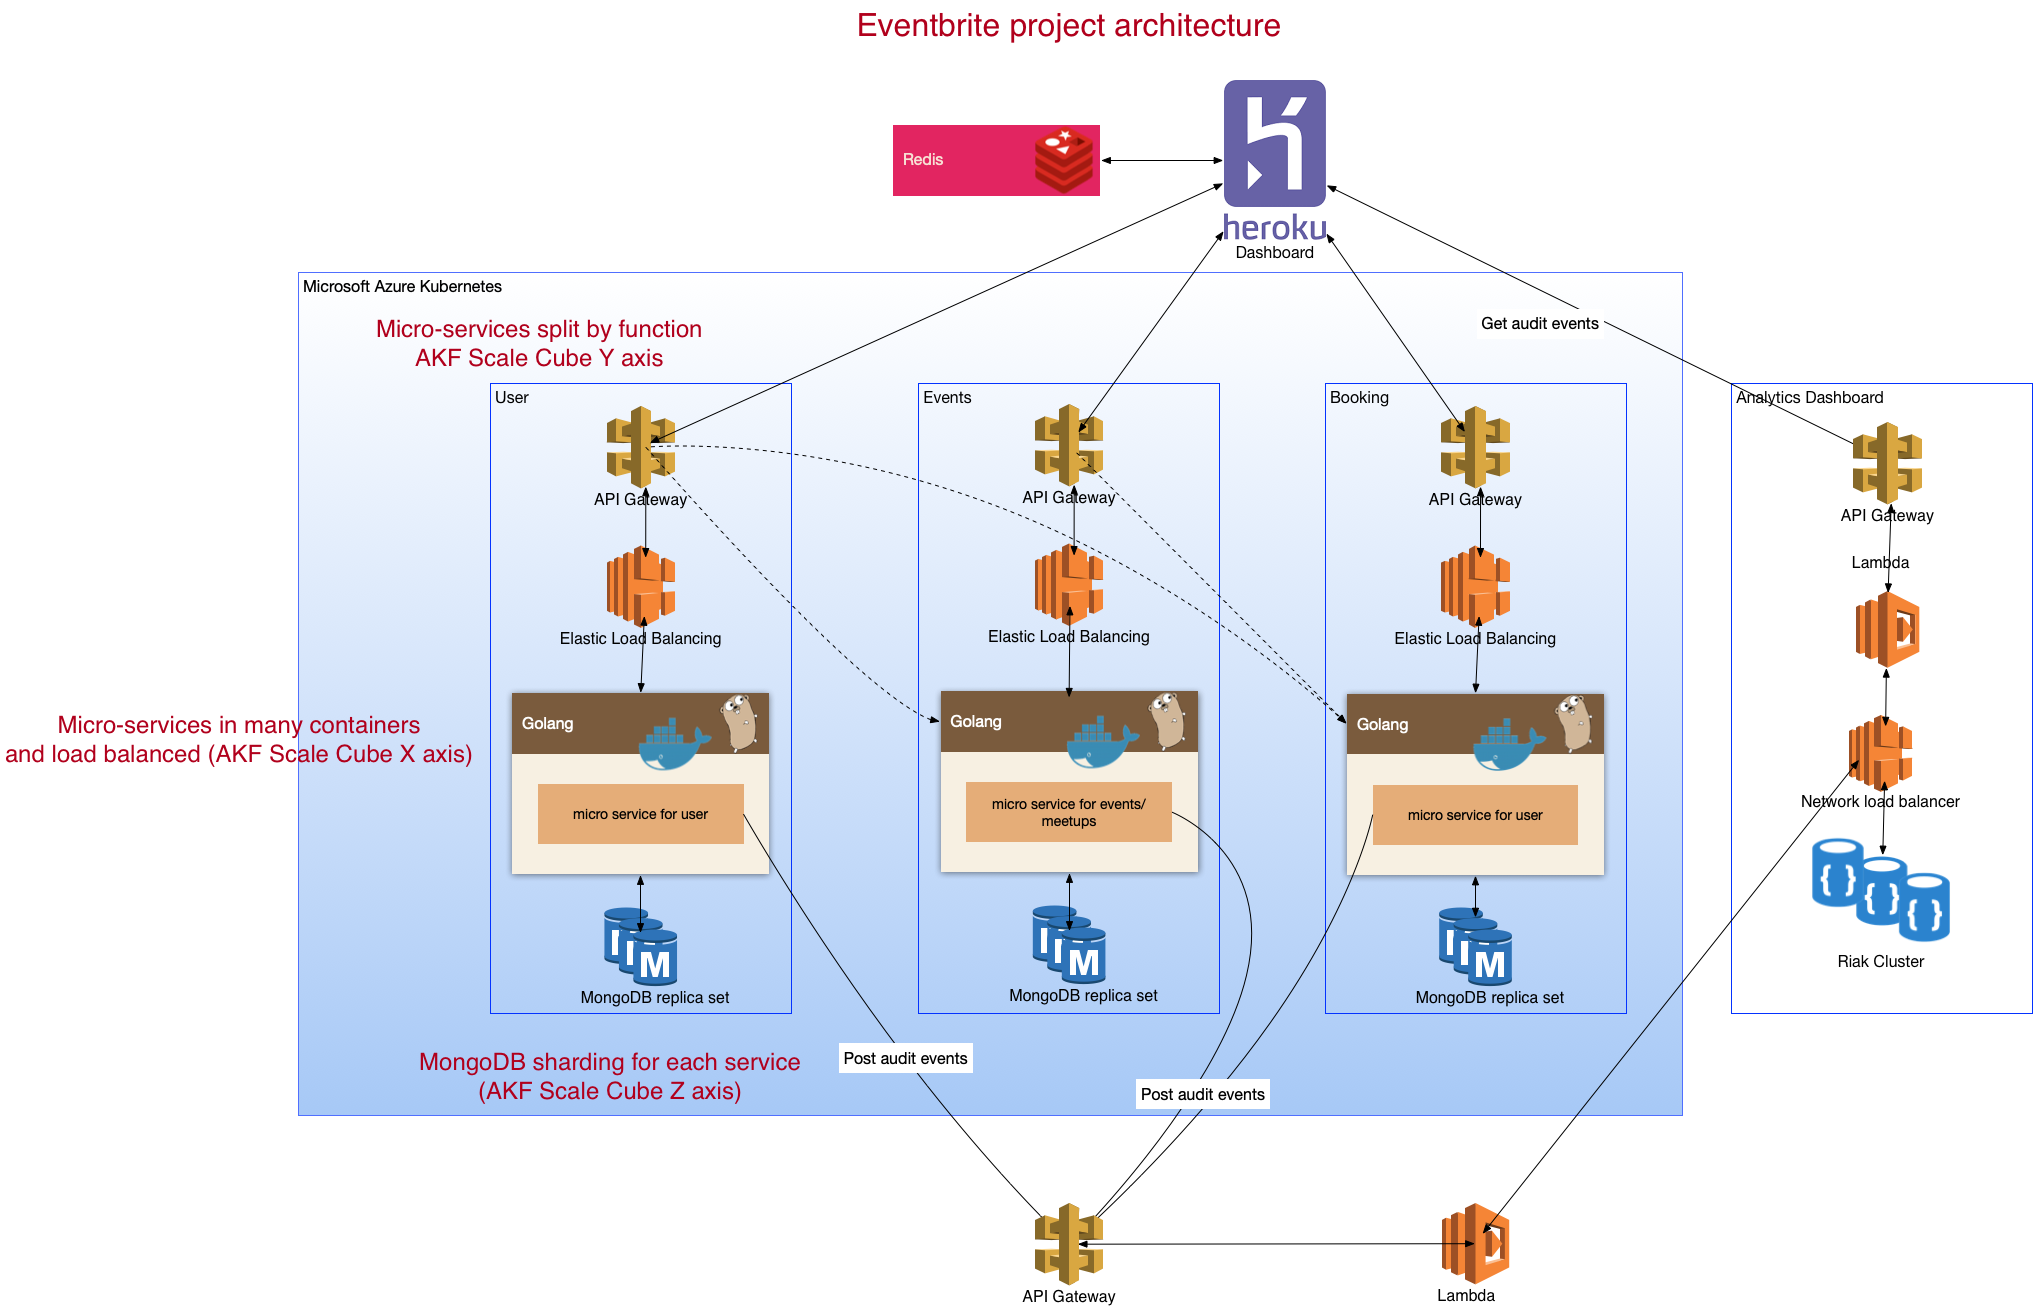 Eventbrite project architecture
Redis
heroku
Dashboard
Microsoft Azure Kubernetes
Micro-services split by function
AKF Scale Cube Y axis
Get audit events
User
Events
Booking
Analytics Dashboard
API Gateway
API Gateway
API Gateway
API Gateway
Lambda
Elastic Load Balancing
Elastic Load Balancing
Elastic Load Balancing
Micro-services in many containers
and load balanced (AKF Scale Cube X axis)
Golang
Golang
Golang
Network load balancer
micro service for user
micro service for events/
meetups
micro service for user
M
M
M
MongoDB replica set
MongoDB replica set
MongoDB replica set
{ }
{ }
{ }
Riak Cluster
MongoDB sharding for each service
(AKF Scale Cube Z axis)
Post audit events
Post audit events
API Gateway
Lambda